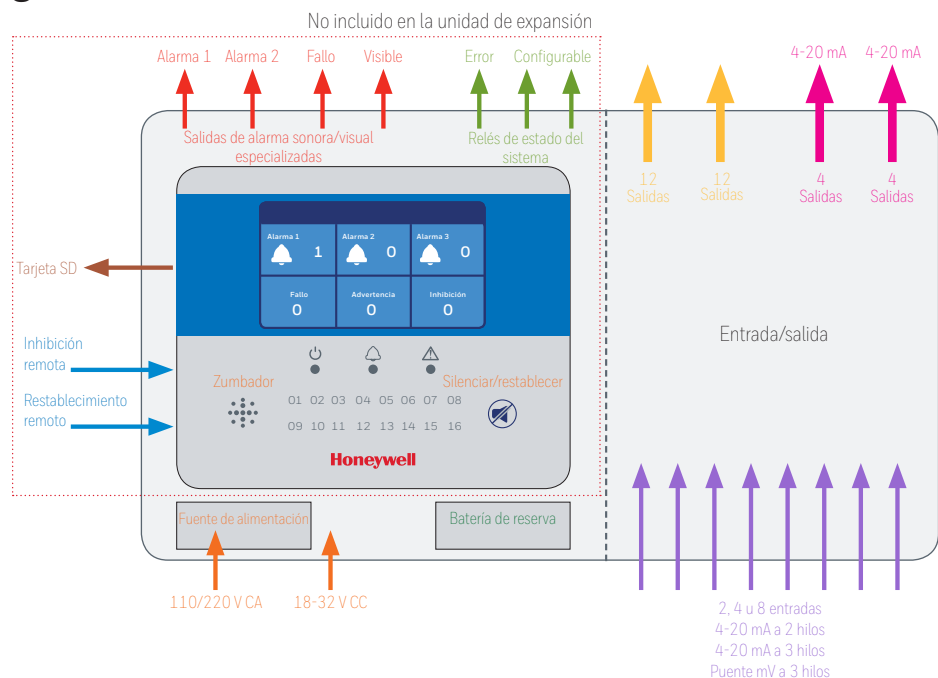 No incluido en la unidad de expansión
Alarma 1 Alarma 2 Fallo Visible Error Configurable
4-20 mA 4-20 mA
Salidas de alarma sonora/visual
especializadas
Relés de estado del
sistema
12
Salidas
12
Salidas
4
Salidas
4
Salidas
Alarma 1
1
Alarma 2
0
Alarma 3
0
Fallo
0
Advertencia
0
Inhibición
0
Tarjeta SD
Entrada/salida
Inhibición
remota
Restablecimiento
remoto
Zumbador
Silenciar/restablecer
01 02 03 04 05 06 07 08
09 10 11 12 13 14 15 16
Honeywell
Fuente de alimentación
Batería de reserva
110/220 V CA
18-32 V CC
2, 4 u 8 entradas
4-20 mA a 2 hilos
4-20 mA a 3 hilos
Puente mV a 3 hilos